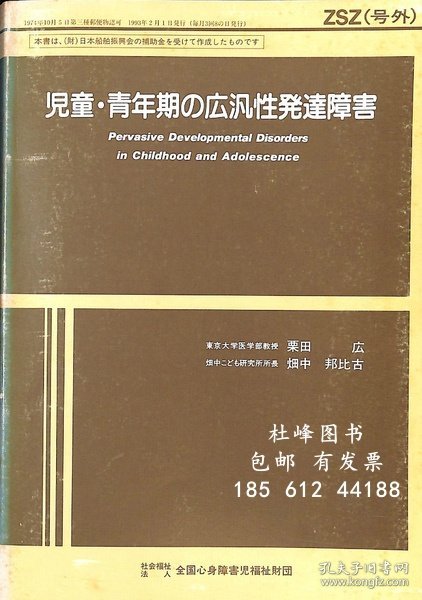 1974年10月5日第三種郵便物認可 1993年2月1日発行(毎月3回8の日発行)
ZSZ(号外)
本書は、(財)日本船舶振興会の補助金を受けて作成したものです
児童・青年期の広汎性発達障害
Pervasive Developmental Disorders
in Childhood and Adolescence
東京大学医学部教授 栗田 広
畑中こども研究所所長 畑中 邦比古
杜峰图书
包邮 有发票
185 612 44188
社会福祉
法人 全国心身障害児福祉財団
孔夫子旧书网
www.kongfz.com